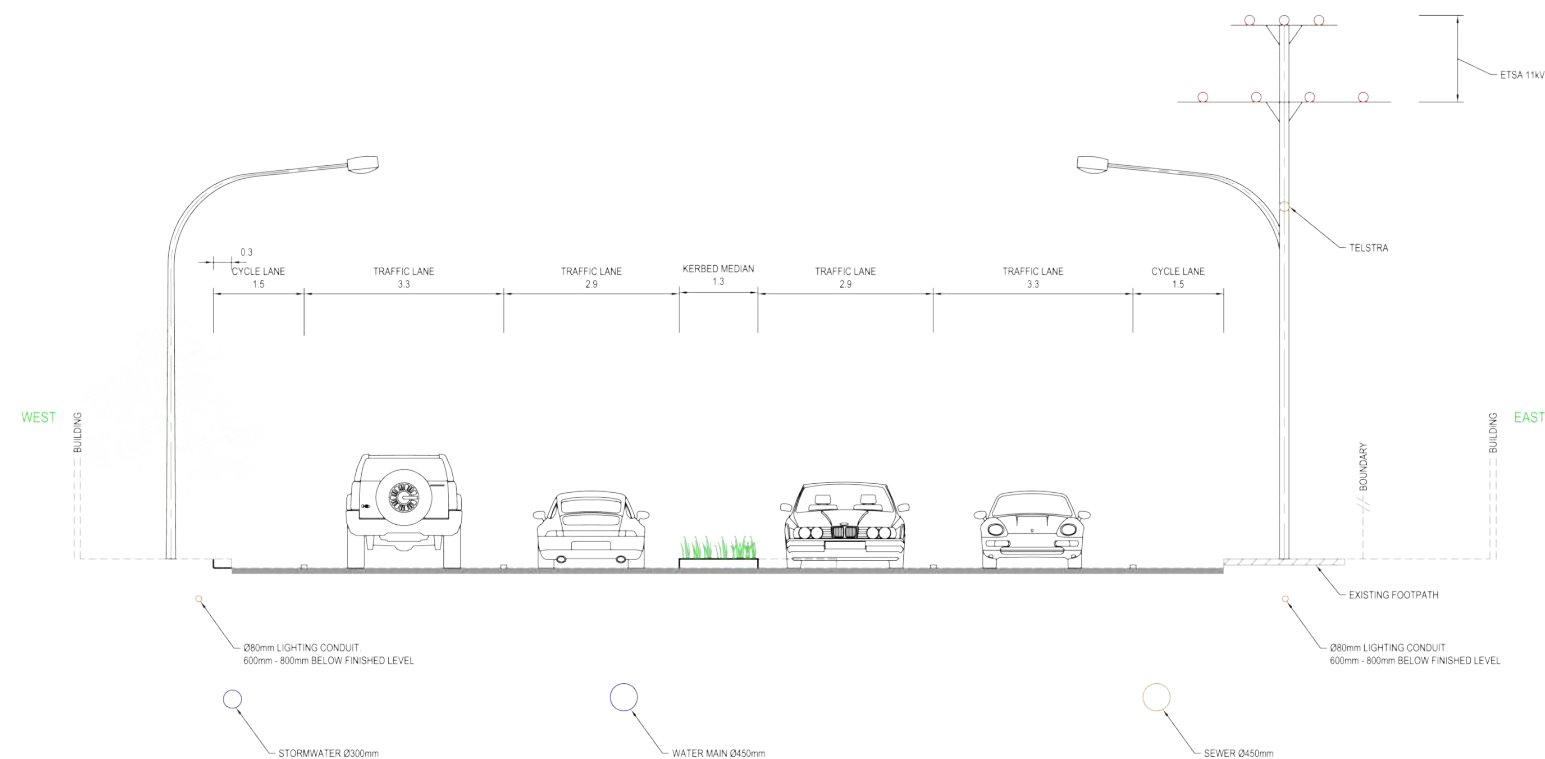 ETSA 11kV
TELSTRA
0.3
CYCLE LANE
1.5
TRAFFIC LANE
3.3
TRAFFIC LANE
2.9
KERBED MEDIAN
1.3
TRAFFIC LANE
2.9
TRAFFIC LANE
3.3
CYCLE LANE
1.5
WEST
BUILDING
BOUNDARY
BUILDING
EAST
EXISTING FOOTPATH
Ø80mm LIGHTING CONDUIT.
600mm - 800mm BELOW FINISHED LEVEL
Ø80mm LIGHTING CONDUIT.
600mm - 800mm BELOW FINISHED LEVEL
STORMWATER Ø300mm
WATER MAIN Ø450mm
SEWER Ø450mm